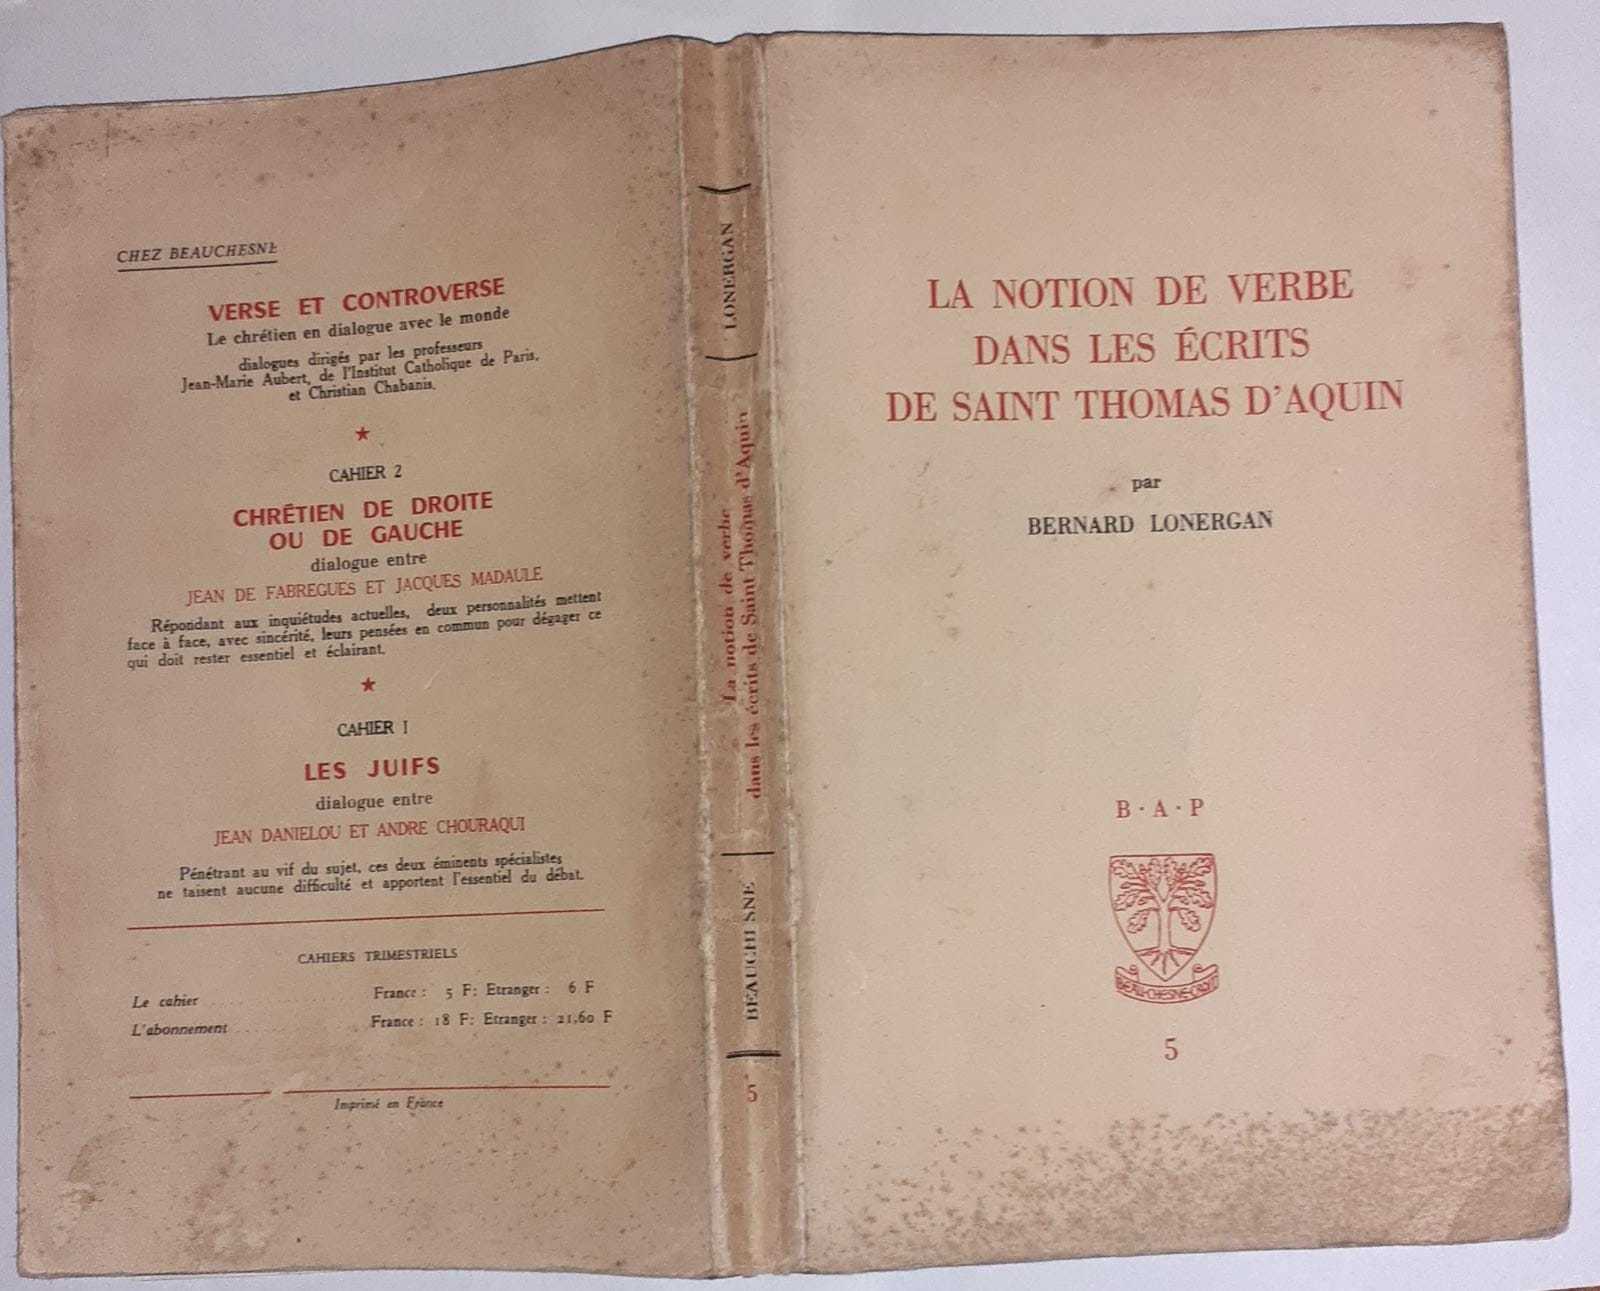 CHEZ BEAUCHESNE
VERSE ET CONTROVERSE
Le chrétien en dialogue avec le monde
dialogues dirigés par les professeurs
Jean-Marie Aubert, de l'Institut Catholique de Paris,
et Christian Chabanis.
★
CAHIER 2
CHRÉTIEN DE DROITE
OU DE GAUCHE
dialogue entre
JEAN DE FABREGUES ET JACQUES MADAULE
Répondant aux inquiétudes actuelles, deux personnalités mettent
face à face, avec sincérité, leurs pensées en commun pour dégager ce
qui doit rester essentiel et éclairant.
★
CAHIER I
LES JUIFS
dialogue entre
JEAN DANIELOU ET ANDRE CHOURAQUI
Pénétrant au vif du sujet, ces deux éminents spécialistes
ne taisent aucune difficulté et apportent l'essentiel du débat.
CAHIERS TRIMESTRIELS
Le cahier France : 5 F: Etranger : 6 F
L'abonnement France : 18 F: Etranger : 21,60 F
Imprimé en France
LONERGAN
La notion de verbe
dans les écrits de Saint Thomas d'Aquin
BEAUCHESNE
5
LA NOTION DE VERBE
DANS LES ÉCRITS
DE SAINT THOMAS D'AQUIN
par
BERNARD LONERGAN
B · A · P
BEAU·CHESNE·CROIT
5